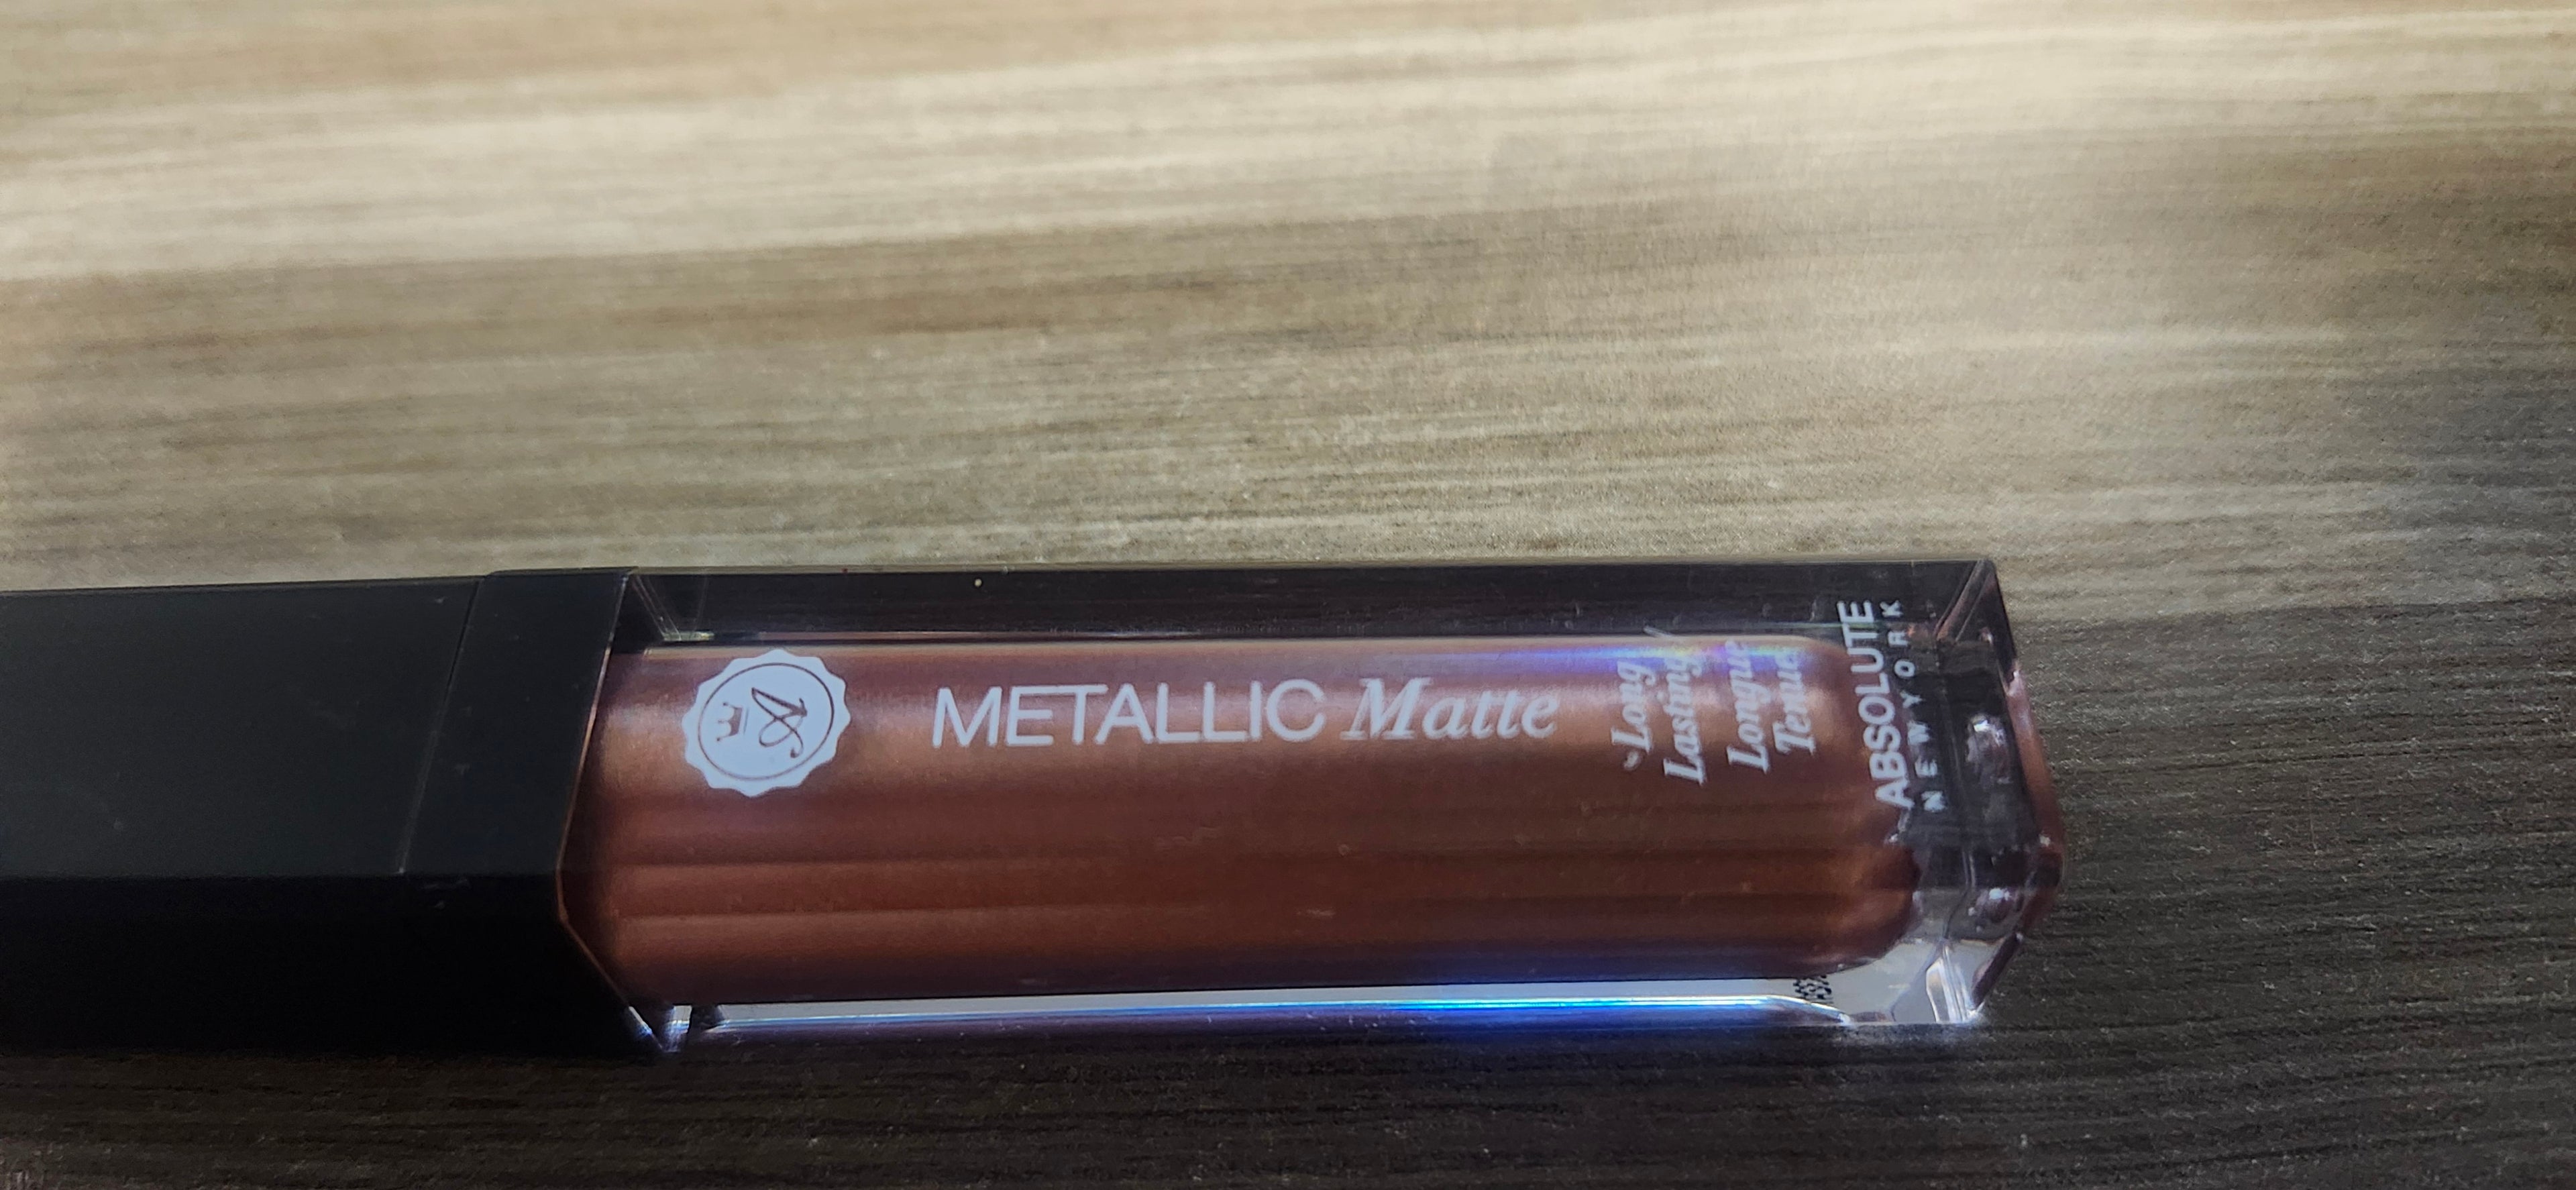 A
METALLIC Matte
Long
Lasting
Longue
Tenue
ABSOLUTE
NEW YORK